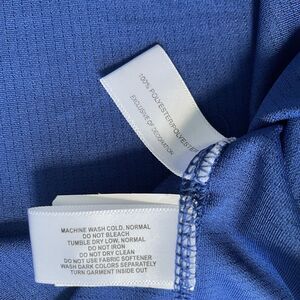 100% POLYESTER/POLYESTER
EXCLUSIVE OF DECORATION
MACHINE WASH COLD, NORMAL
DO NOT BLEACH
TUMBLE DRY LOW, NORMAL
DO NOT IRON
DO NOT DRY CLEAN
DO NOT USE FABRIC SOFTENER
WASH DARK COLORS SEPARATELY
TURN GARMENT INSIDE OUT